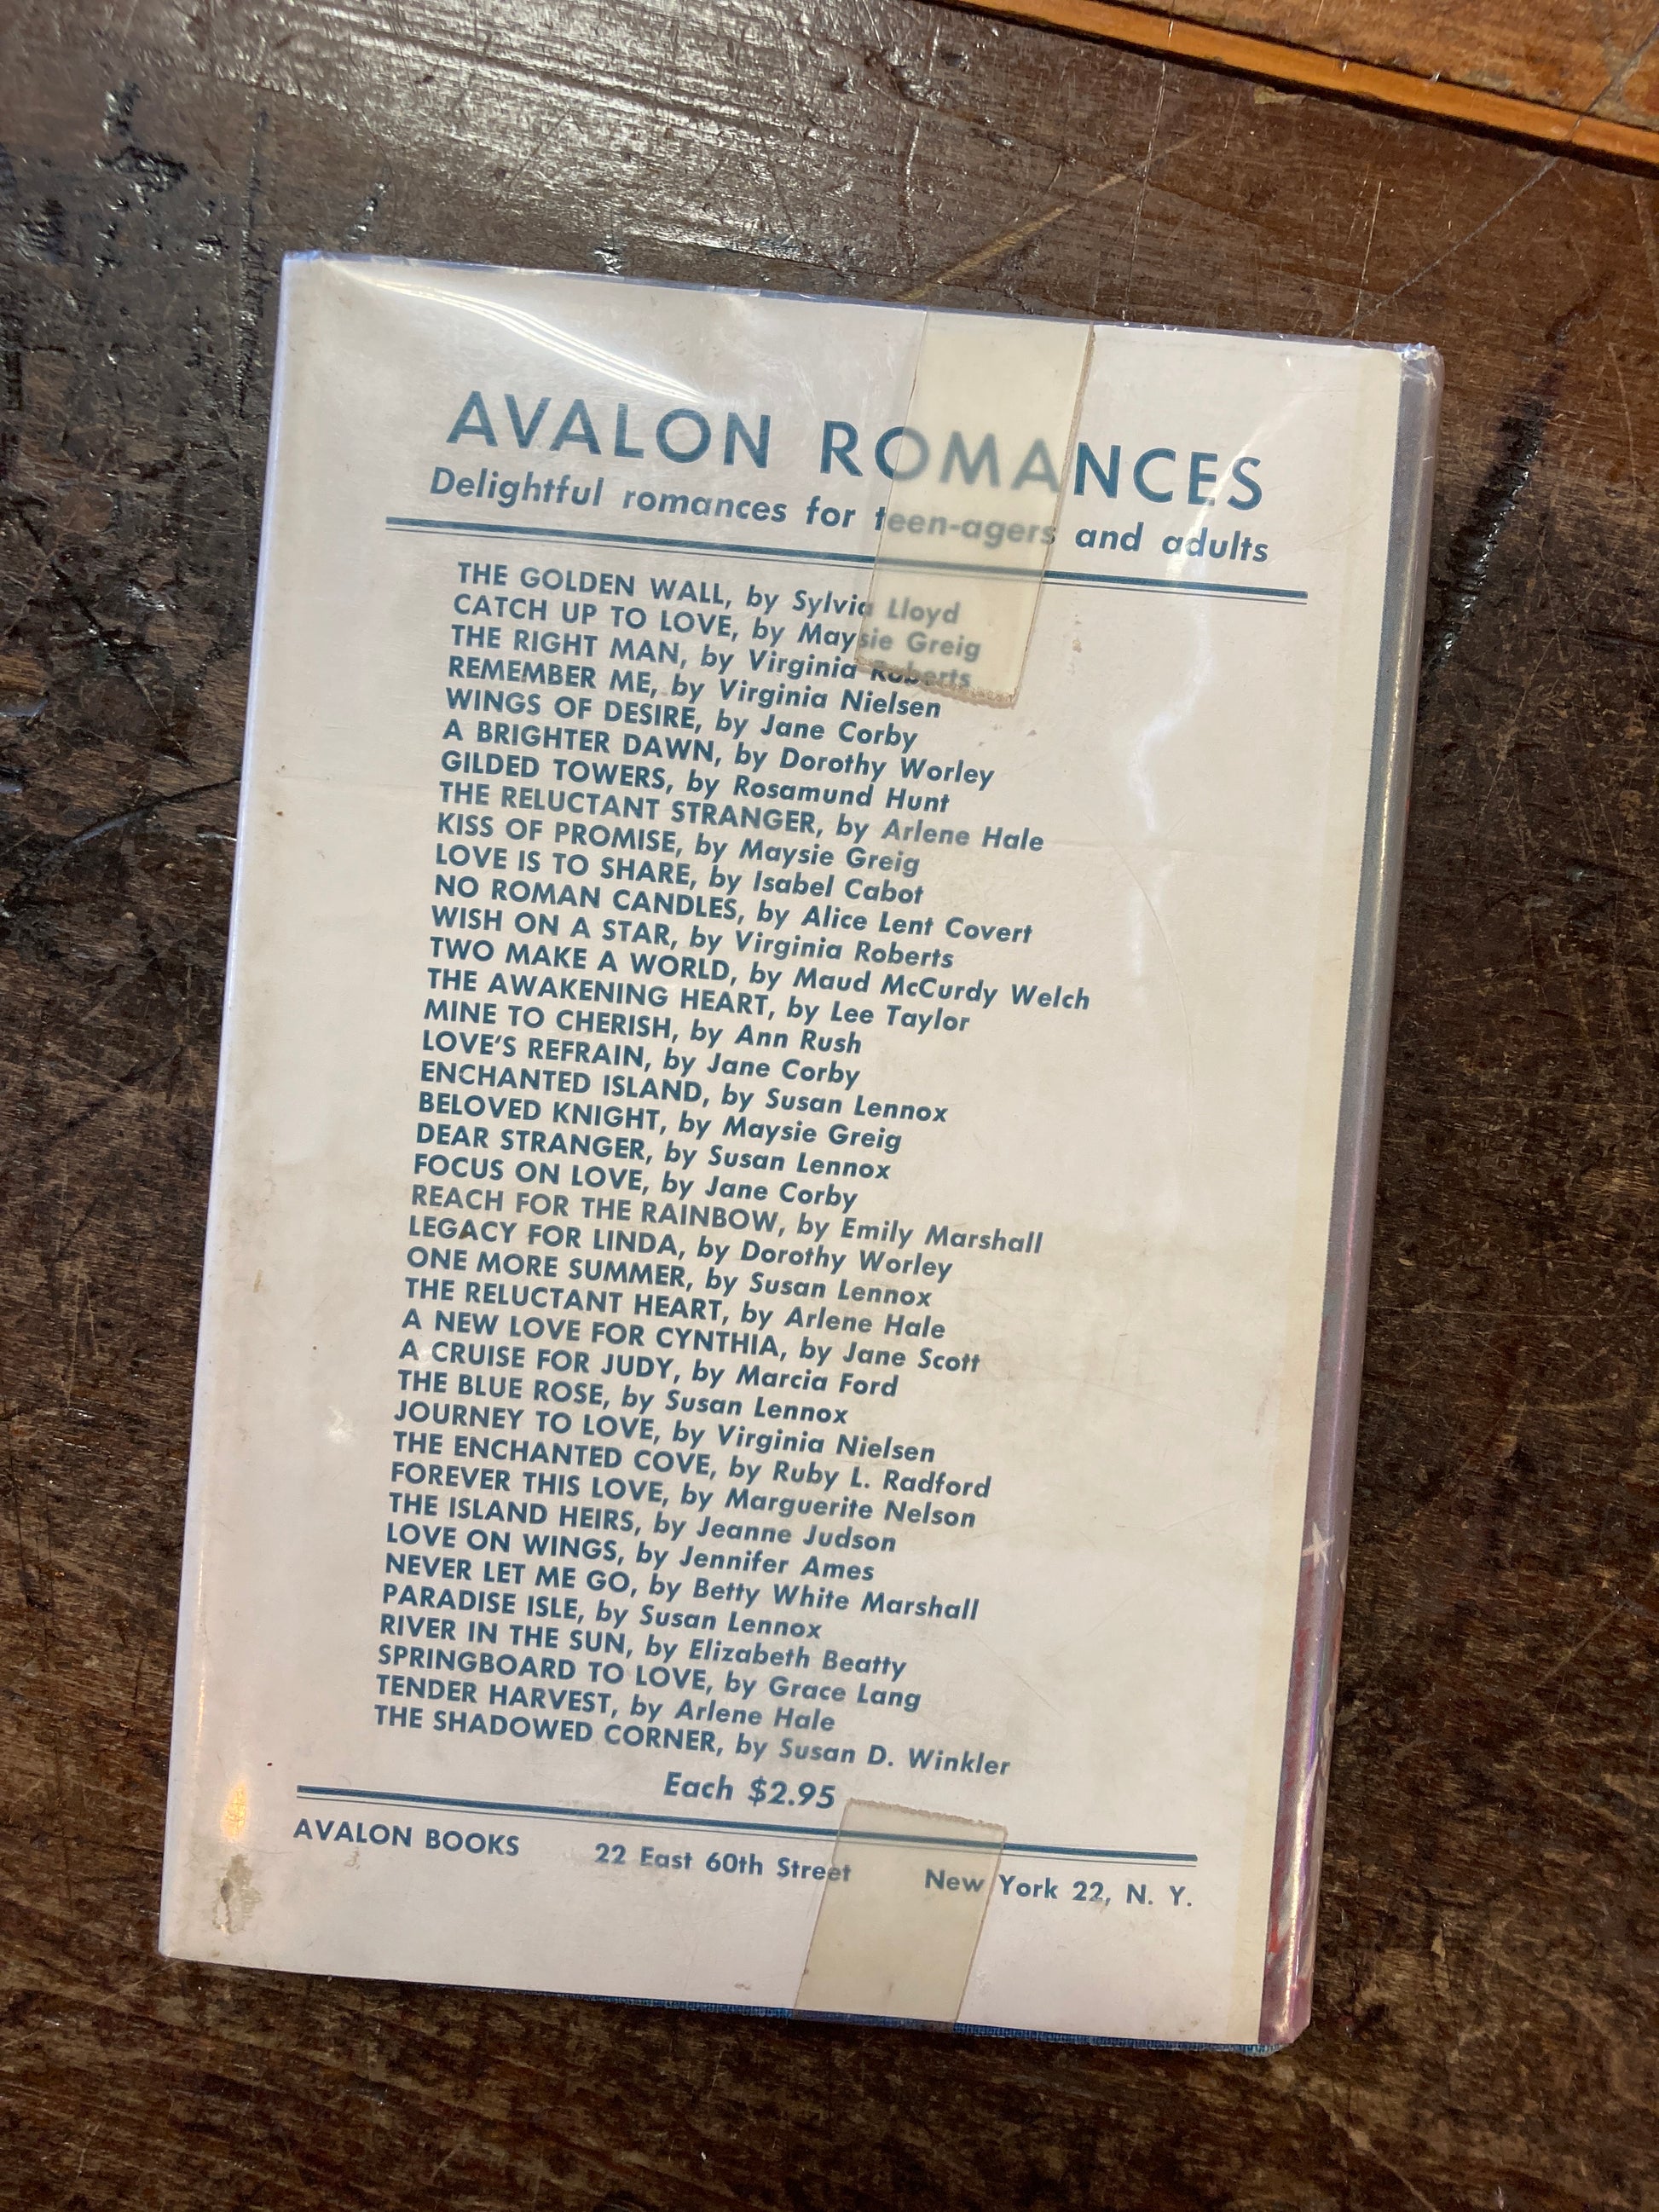 AVALON ROMANCES
Delightful romances for teen-agers and adults
THE GOLDEN WALL, by Sylvia Lloyd
CATCH UP TO LOVE, by Maysie Greig
THE RIGHT MAN, by Virginia Roberts
REMEMBER ME, by Virginia Nielsen
WINGS OF DESIRE, by Jane Corby
A BRIGHTER DAWN, by Dorothy Worley
GILDED TOWERS, by Rosamund Hunt
THE RELUCTANT STRANGER, by Arlene Hale
KISS OF PROMISE, by Maysie Greig
LOVE IS TO SHARE, by Isabel Cabot
NO ROMAN CANDLES, by Alice Lent Covert
WISH ON A STAR, by Virginia Roberts
TWO MAKE A WORLD, by Maud McCurdy Welch
THE AWAKENING HEART, by Lee Taylor
MINE TO CHERISH, by Ann Rush
LOVE'S REFRAIN, by Jane Corby
ENCHANTED ISLAND, by Susan Lennox
BELOVED KNIGHT, by Maysie Greig
DEAR STRANGER, by Susan Lennox
FOCUS ON LOVE, by Jane Corby
REACH FOR THE RAINBOW, by Emily Marshall
LEGACY FOR LINDA, by Dorothy Worley
ONE MORE SUMMER, by Susan Lennox
THE RELUCTANT HEART, by Arlene Hale
A NEW LOVE FOR CYNTHIA, by Jane Scott
A CRUISE FOR JUDY, by Marcia Ford
THE BLUE ROSE, by Susan Lennox
JOURNEY TO LOVE, by Virginia Nielsen
THE ENCHANTED COVE, by Ruby L. Radford
FOREVER THIS LOVE, by Marguerite Nelson
THE ISLAND HEIRS, by Jeanne Judson
LOVE ON WINGS, by Jennifer Ames
NEVER LET ME GO, by Betty White Marshall
PARADISE ISLE, by Susan Lennox
RIVER IN THE SUN, by Elizabeth Beatty
SPRINGBOARD TO LOVE, by Grace Lang
TENDER HARVEST, by Arlene Hale
THE SHADOWED CORNER, by Susan D. Winkler
Each $2.95
AVALON BOOKS 22 East 60th Street New York 22, N. Y.